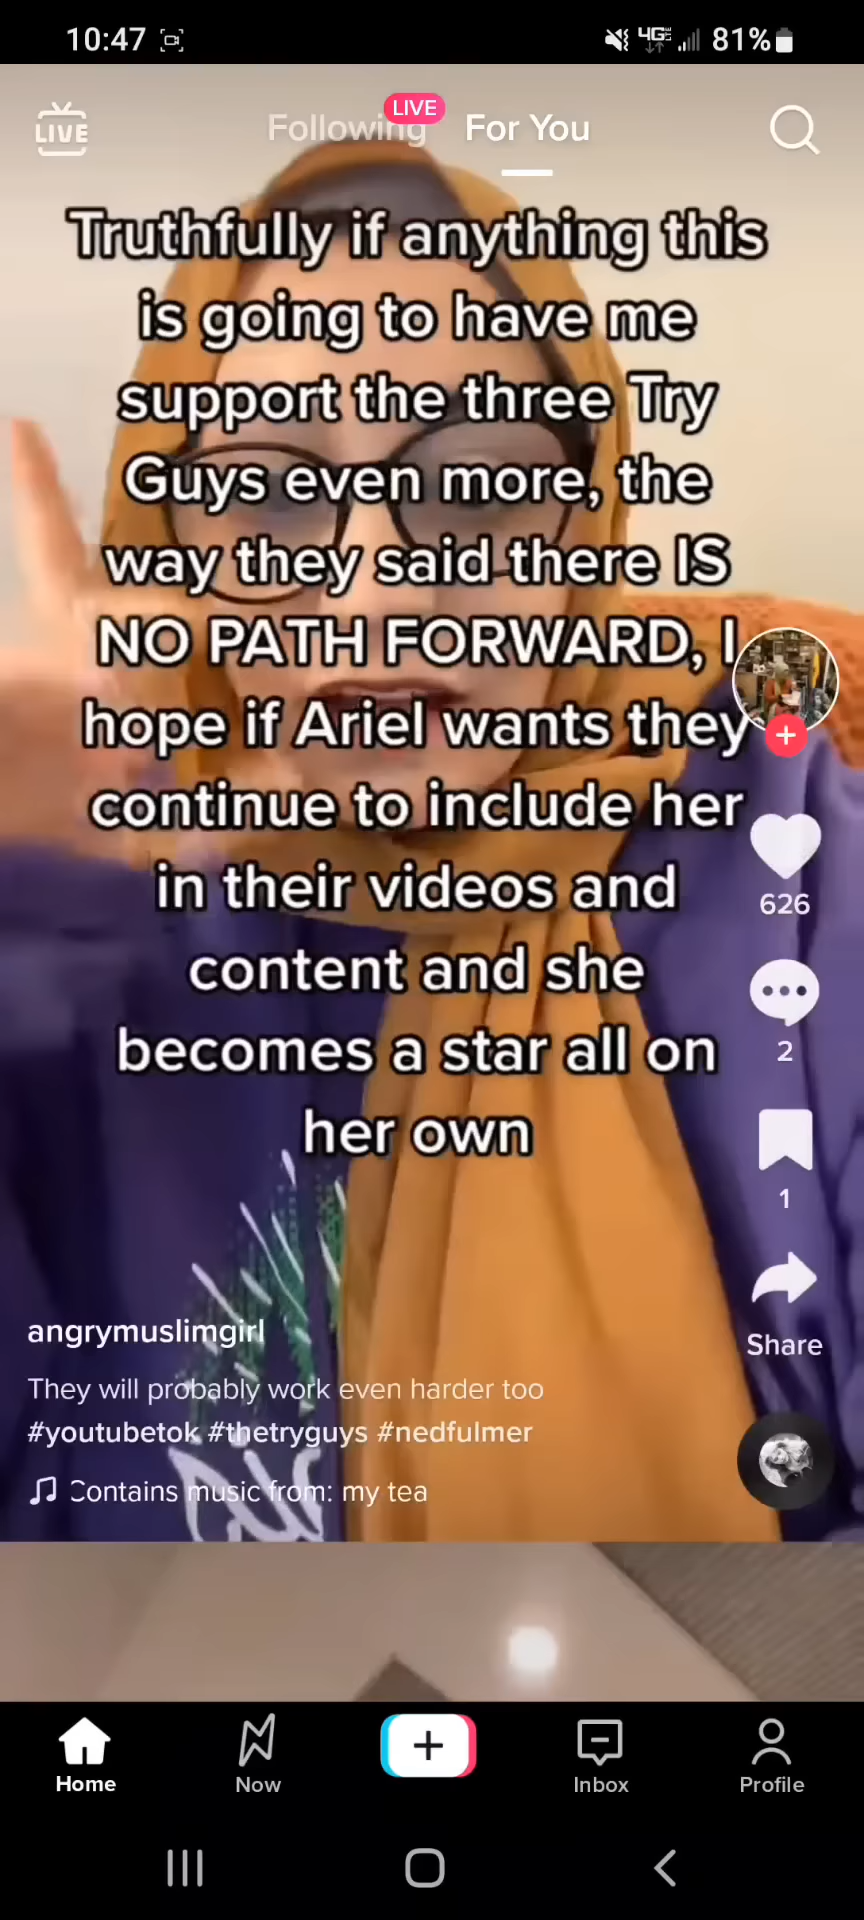 10:47
4G LTE 81%
LIVE
Following LIVE For You
Truthfully if anything this
is going to have me
support the three Try
Guys even more, the
way they said there IS
NO PATH FORWARD, I
hope if Ariel wants they
continue to include her
in their videos and
content and she
becomes a star all on
her own
626
2
1
Share
angrymuslimgirl
They will probably work even harder too
#youtubetok #thetryguys #nedfulmer
Contains music from: my tea
Home
Now
Inbox
Profile